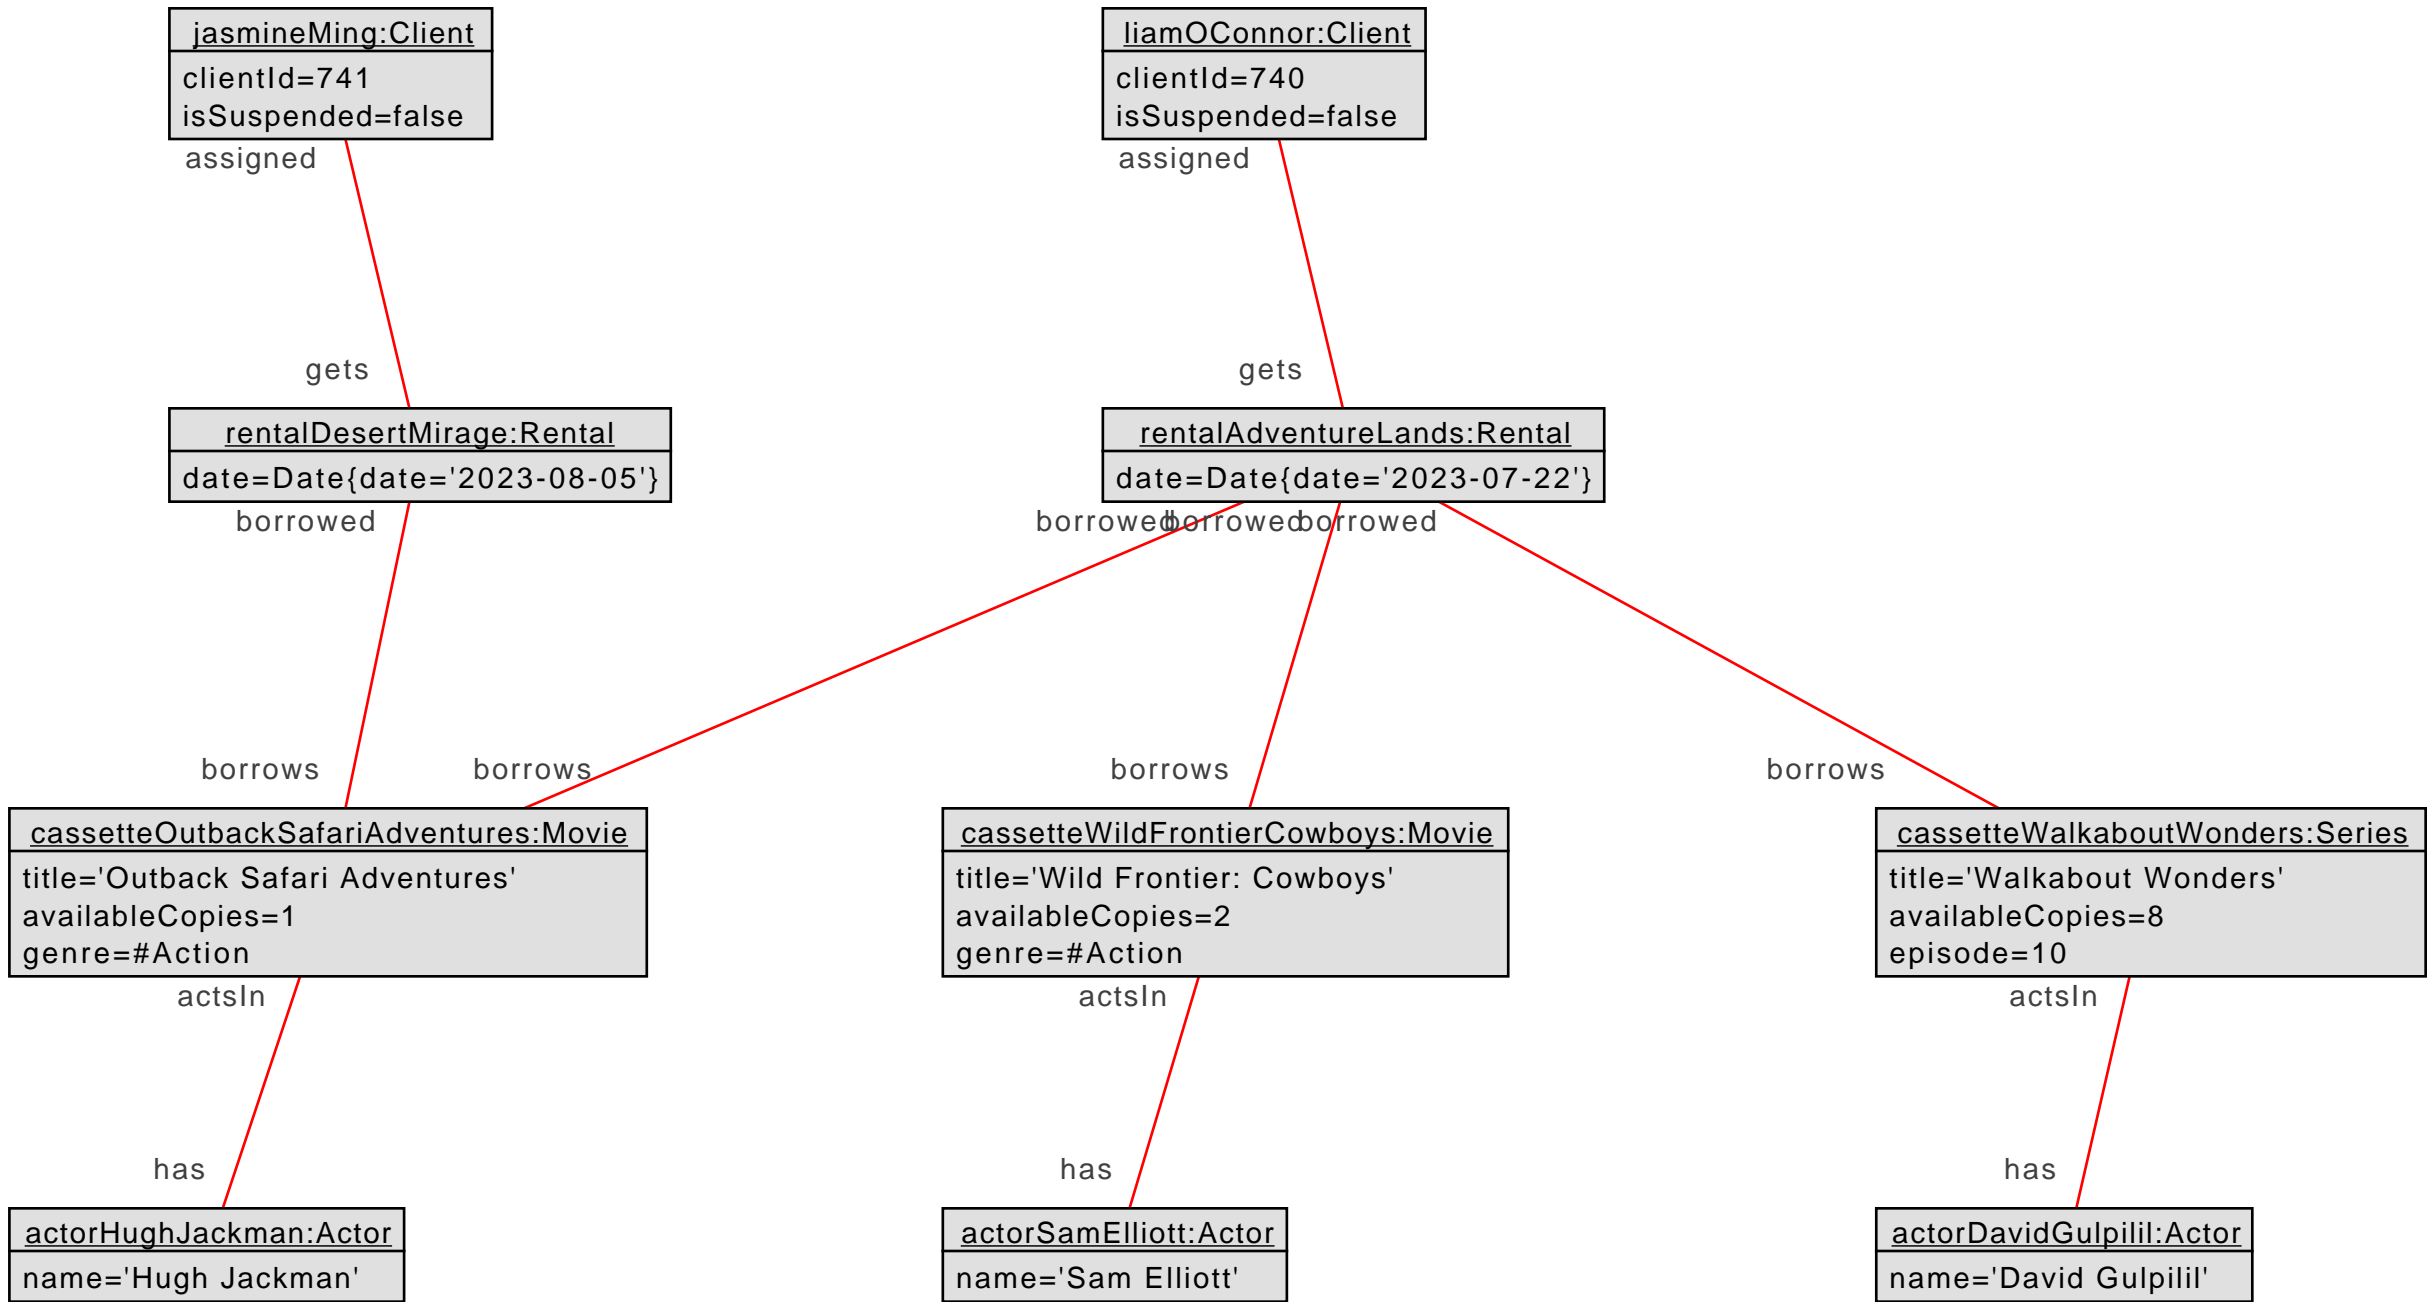 jasmineMing:Client
clientId=741
isSuspended=false
liamOConnor:Client
clientId=740
isSuspended=false
assigned
assigned
gets
gets
rentalDesertMirage:Rental
date=Date{date='2023-08-05'}
rentalAdventureLands:Rental
date=Date{date='2023-07-22'}
borrowed
borrowed
borrowed
borrowed
borrows
borrows
borrows
borrows
cassetteOutbackSafariAdventures:Movie
title='Outback Safari Adventures'
availableCopies=1
genre=#Action
cassetteWildFrontierCowboys:Movie
title='Wild Frontier: Cowboys'
availableCopies=2
genre=#Action
cassetteWalkaboutWonders:Series
title='Walkabout Wonders'
availableCopies=8
episode=10
actsIn
actsIn
actsIn
has
has
has
actorHughJackman:Actor
name='Hugh Jackman'
actorSamElliott:Actor
name='Sam Elliott'
actorDavidGulpilil:Actor
name='David Gulpilil'